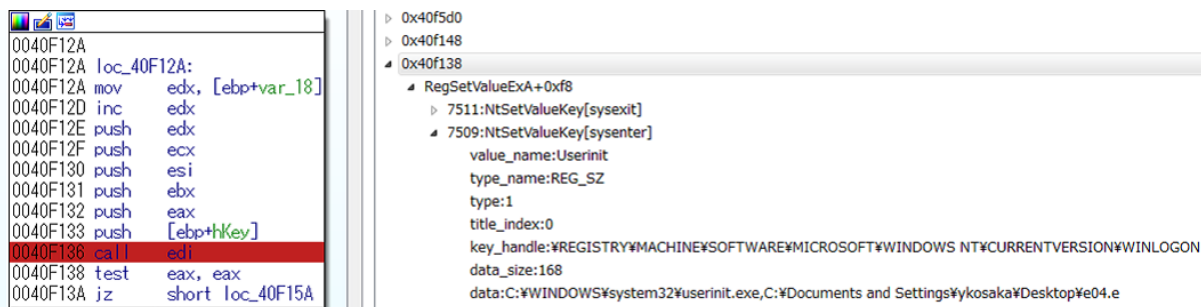 0040F12A
0040F12A loc_40F12A:
0040F12A mov edx, [ebp+var_18]
0040F12D inc edx
0040F12E push edx
0040F12F push ecx
0040F130 push esi
0040F131 push ebx
0040F132 push eax
0040F133 push [ebp+hKey]
0040F136 call edi
0040F138 test eax, eax
0040F13A jz short loc_40F15A
0x40f5d0
0x40f148
0x40f138
RegSetValueExA+0xf8
7511:NtSetValueKey[sysexit]
7509:NtSetValueKey[sysenter]
value_name:Userinit
type_name:REG_SZ
type:1
title_index:0
key_handle:¥REGISTRY¥MACHINE¥SOFTWARE¥MICROSOFT¥WINDOWS NT¥CURRENTVERSION¥WINLOGON
data_size:168
data:C:¥WINDOWS¥system32¥userinit.exe,C:¥Documents and Settings¥ykosaka¥Desktop¥e04.e